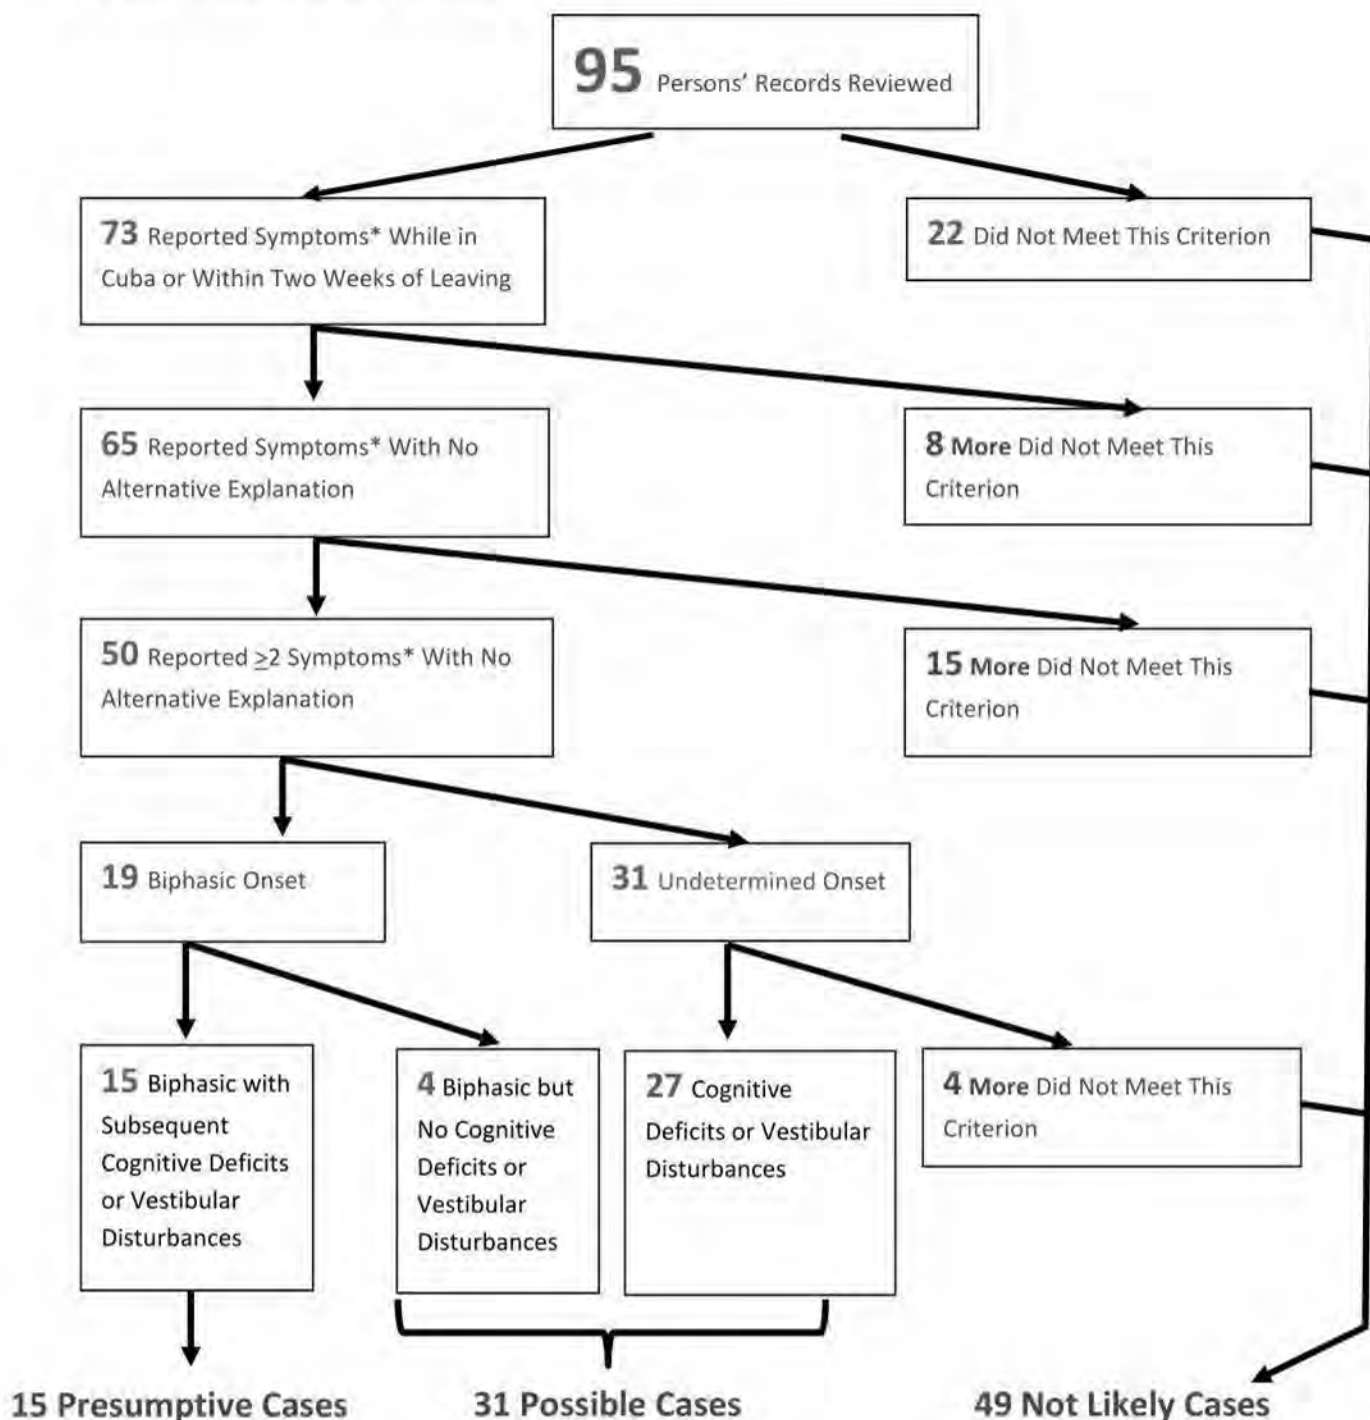 95 Persons' Records Reviewed
73 Reported Symptoms* While in
Cuba or Within Two Weeks of Leaving
22 Did Not Meet This Criterion
65 Reported Symptoms* With No
Alternative Explanation
8 More Did Not Meet This
Criterion
50 Reported ≥2 Symptoms* With No
Alternative Explanation
15 More Did Not Meet This
Criterion
19 Biphasic Onset
31 Undetermined Onset
15 Biphasic with
Subsequent
Cognitive Deficits
or Vestibular
Disturbances
4 Biphasic but
No Cognitive
Deficits or
Vestibular
Disturbances
27 Cognitive
Deficits or Vestibular
Disturbances
4 More Did Not Meet This
Criterion
15 Presumptive Cases
31 Possible Cases
49 Not Likely Cases